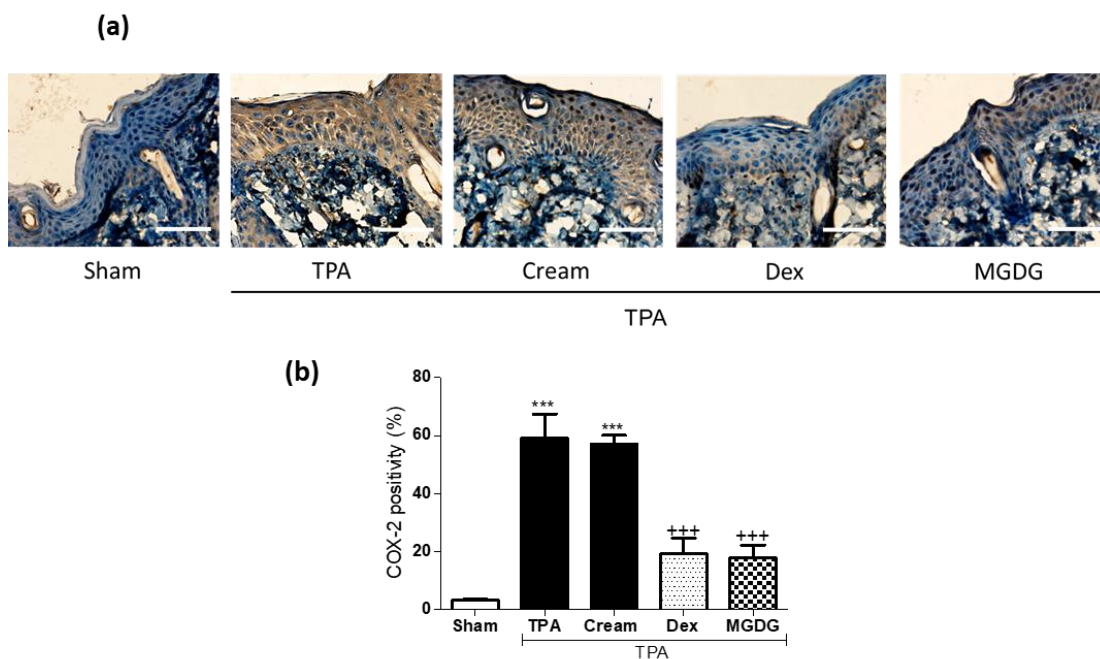 (a)
Sham TPA Cream Dex MGDG
TPA
(b)
80
60
40
20
0
COX-2 positivity (%)
*** *** +++ +++
Sham TPA Cream Dex MGDG
TPA